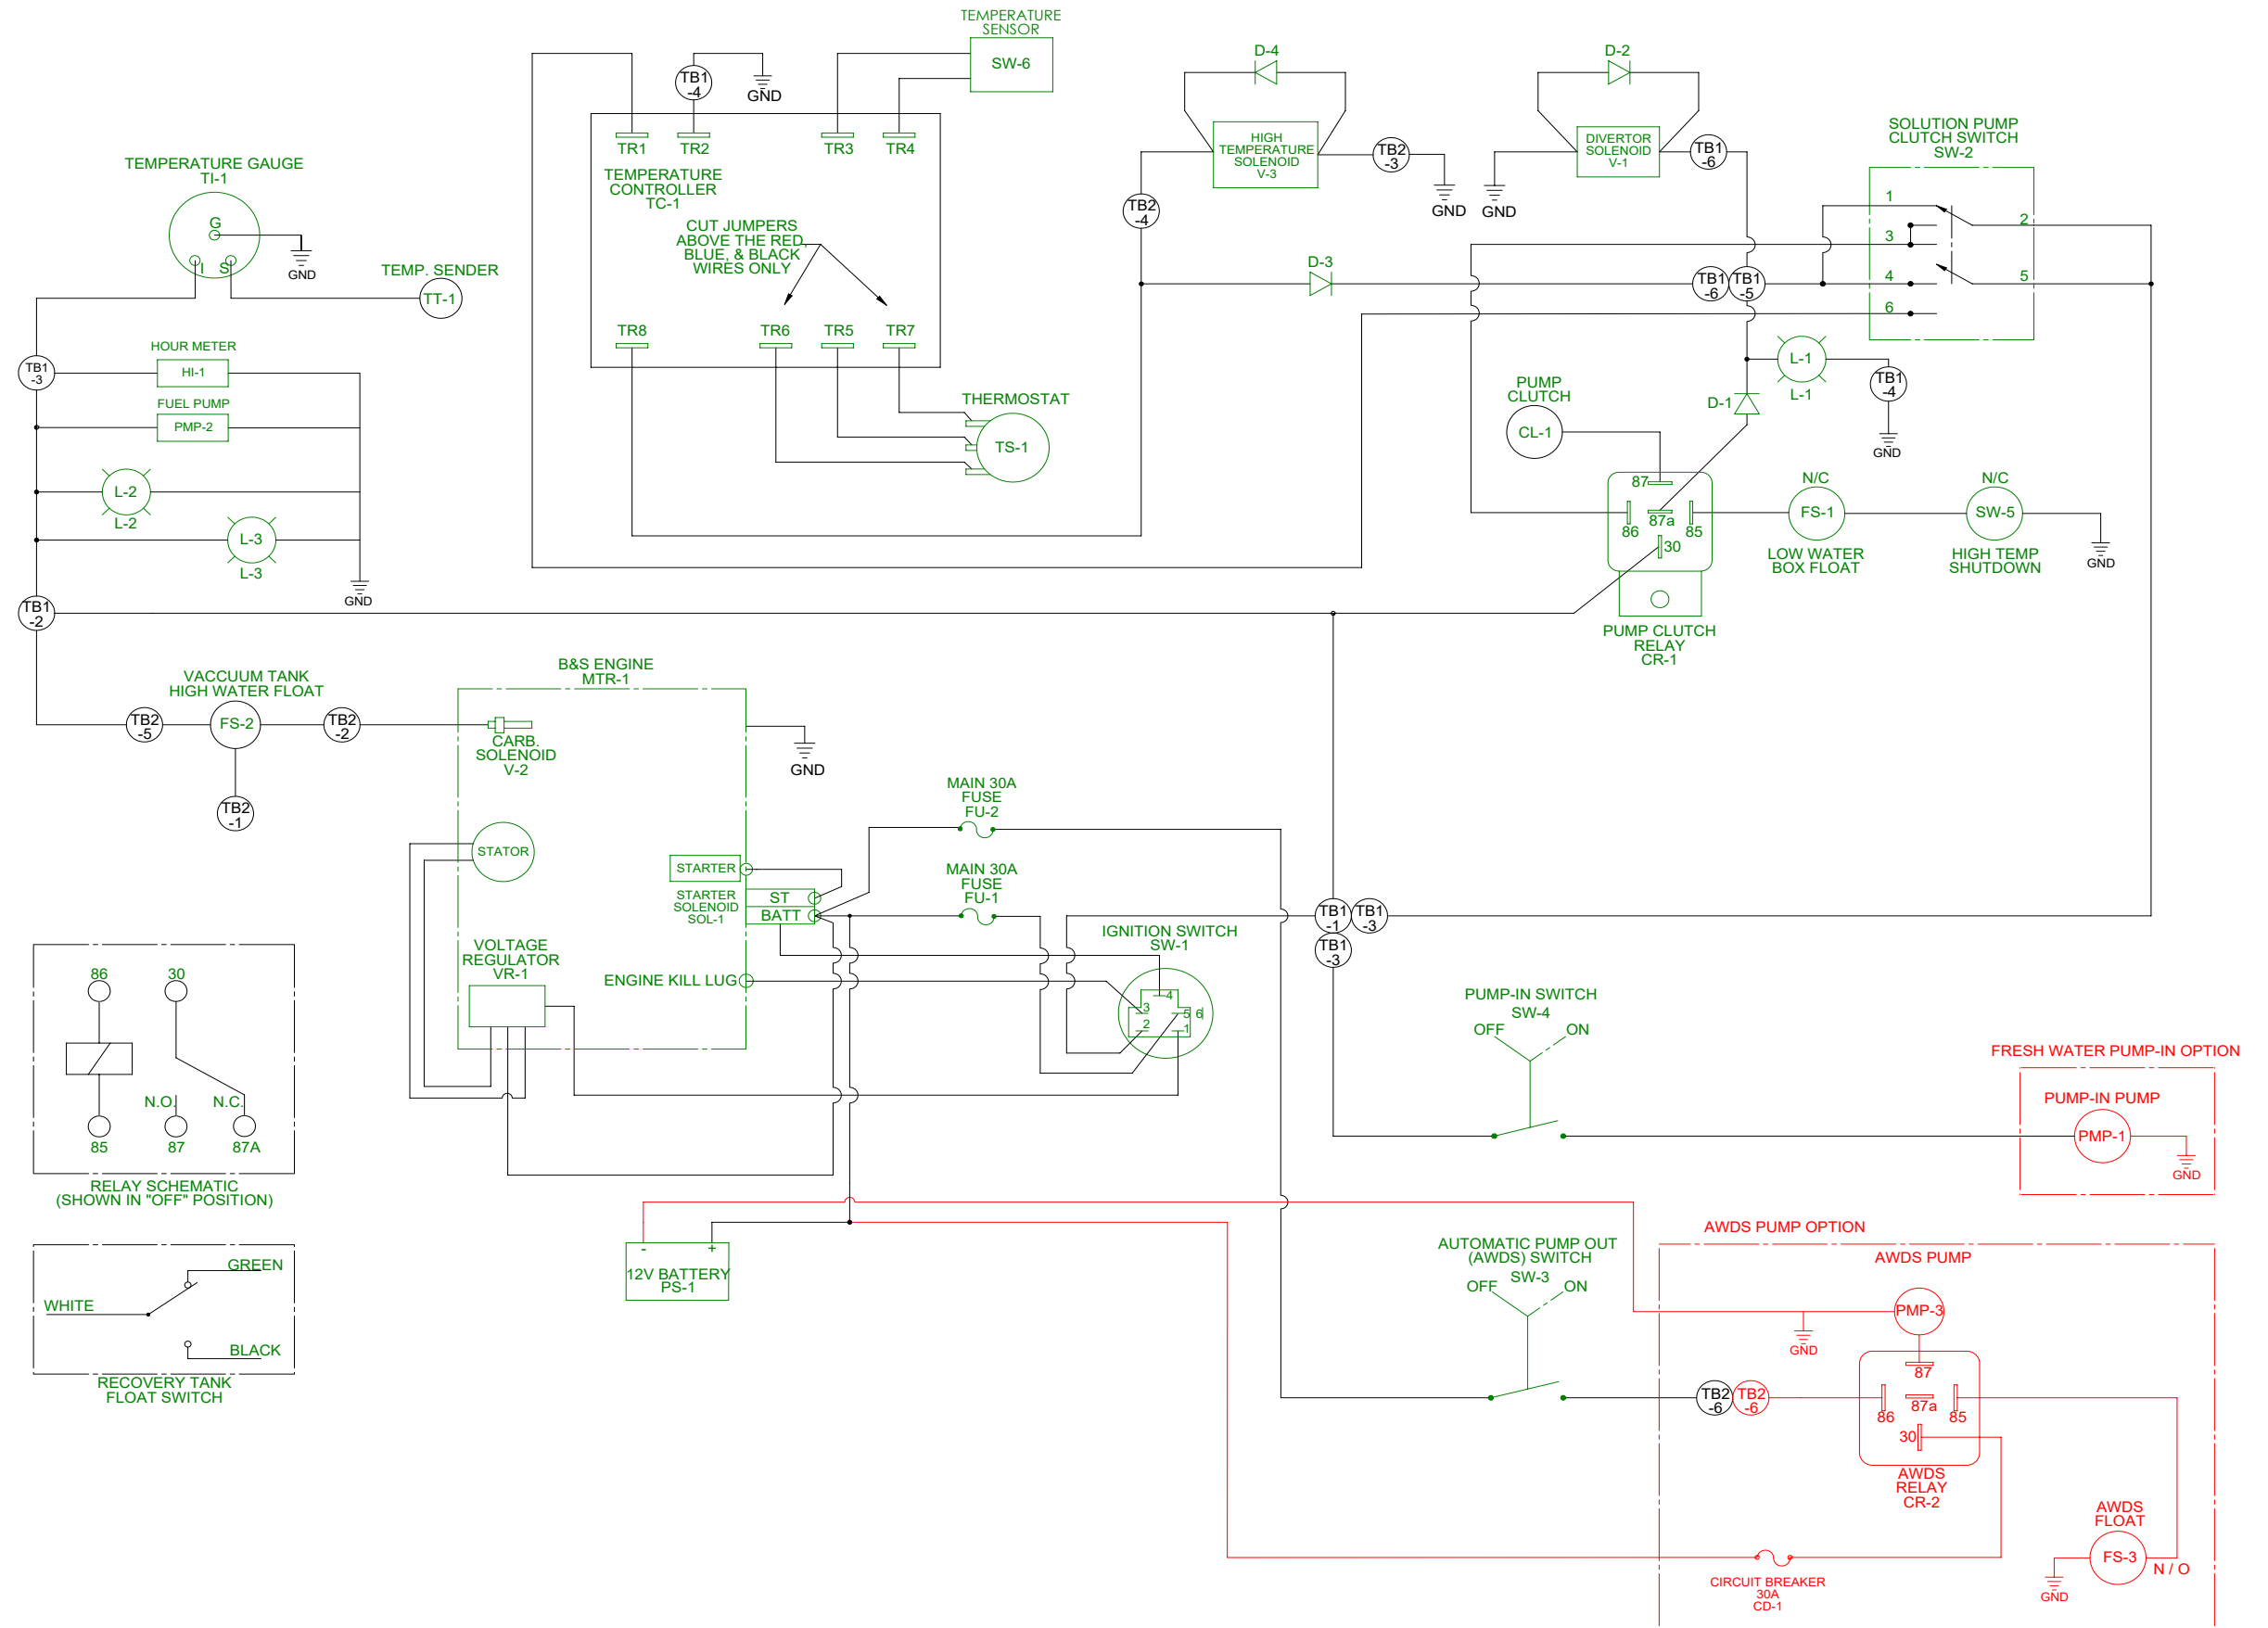 TEMPERATURE
SENSOR
SW-6
D-4
D-2
TB1
-4
GND
TR1
TR2
TR3
TR4
TEMPERATURE
CONTROLLER
TC-1
CUT JUMPERS
ABOVE THE RED,
BLUE, & BLACK
WIRES ONLY
TR8
TR6
TR5
TR7
THERMOSTAT
TS-1
HIGH
TEMPERATURE
SOLENOID
V-3
TB2
-3
GND
TB2
-4
DIVERTOR
SOLENOID
V-1
TB1
-6
GND
SOLUTION PUMP
CLUTCH SWITCH
SW-2
1
2
3
4
5
6
D-3
TB1
-6
TB1
-5
TEMPERATURE GAUGE
TI-1
G
I
S
GND
TEMP. SENDER
TT-1
HOUR METER
HI-1
TB1
-3
FUEL PUMP
PMP-2
L-2
L-2
L-3
L-3
GND
TB1
-2
L-1
L-1
TB1
-4
GND
D-1
PUMP
CLUTCH
CL-1
87
86
87a
85
30
N/C
FS-1
LOW WATER
BOX FLOAT
N/C
SW-5
HIGH TEMP
SHUTDOWN
GND
PUMP CLUTCH
RELAY
CR-1
VACCUUM TANK
HIGH WATER FLOAT
TB2
-5
FS-2
TB2
-2
TB2
-1
B&S ENGINE
MTR-1
CARB.
SOLENOID
V-2
GND
STATOR
STARTER
STARTER
SOLENOID
SOL-1
ST
BATT
VOLTAGE
REGULATOR
VR-1
ENGINE KILL LUG
MAIN 30A
FUSE
FU-2
MAIN 30A
FUSE
FU-1
IGNITION SWITCH
SW-1
4
3
5
6
2
1
TB1
-1
TB1
-3
TB1
-3
86
30
N.O.
N.C.
85
87
87A
RELAY SCHEMATIC
(SHOWN IN "OFF" POSITION)
GREEN
WHITE
BLACK
RECOVERY TANK
FLOAT SWITCH
-
+
12V BATTERY
PS-1
PUMP-IN SWITCH
SW-4
OFF
ON
FRESH WATER PUMP-IN OPTION
PUMP-IN PUMP
PMP-1
GND
AUTOMATIC PUMP OUT
(AWDS) SWITCH
SW-3
OFF
ON
AWDS PUMP OPTION
AWDS PUMP
PMP-3
GND
TB2
-6
TB2
-6
87
86
87a
85
30
AWDS
RELAY
CR-2
AWDS
FLOAT
FS-3
N / O
GND
CIRCUIT BREAKER
30A
CD-1